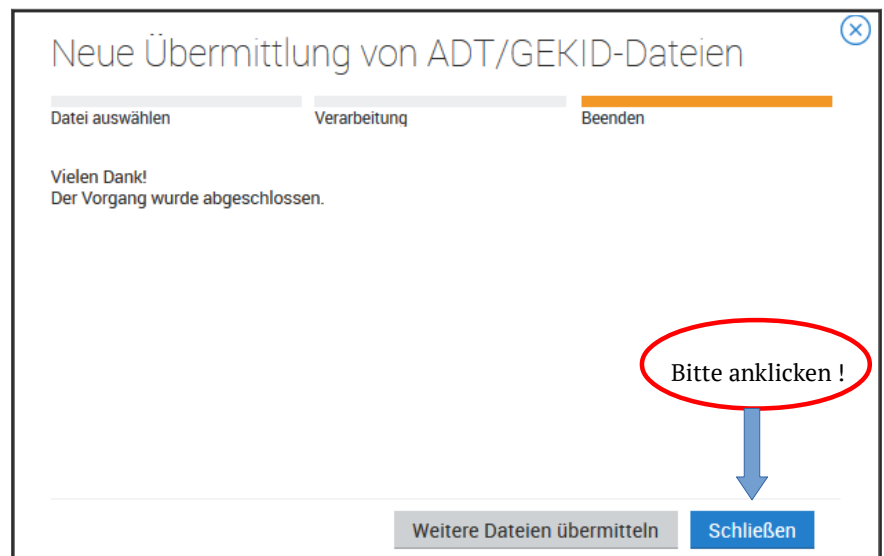 Neue Übermittlung von ADT/GEKID-Dateien
Datei auswählen Verarbeitung Beenden
Vielen Dank!
Der Vorgang wurde abgeschlossen.
Bitte anklicken !
Weitere Dateien übermitteln Schließen